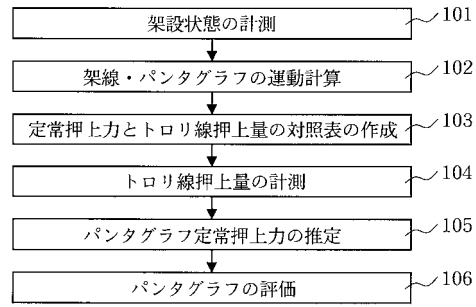 架設状態の計測 101
架線・パンタグラフの運動計算 102
定常押上力とトロリ線押上量の対照表の作成 103
トロリ線押上量の計測 104
パンタグラフ定常押上力の推定 105
パンタグラフの評価 106